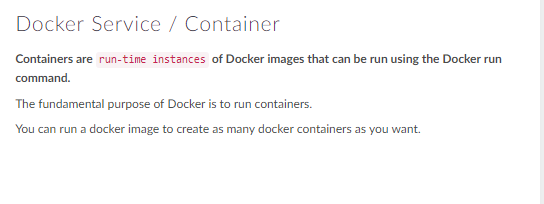 Docker Service / Container
Containers are run-time instances of Docker images that can be run using the Docker run
command.
The fundamental purpose of Docker is to run containers.
You can run a docker image to create as many docker containers as you want.